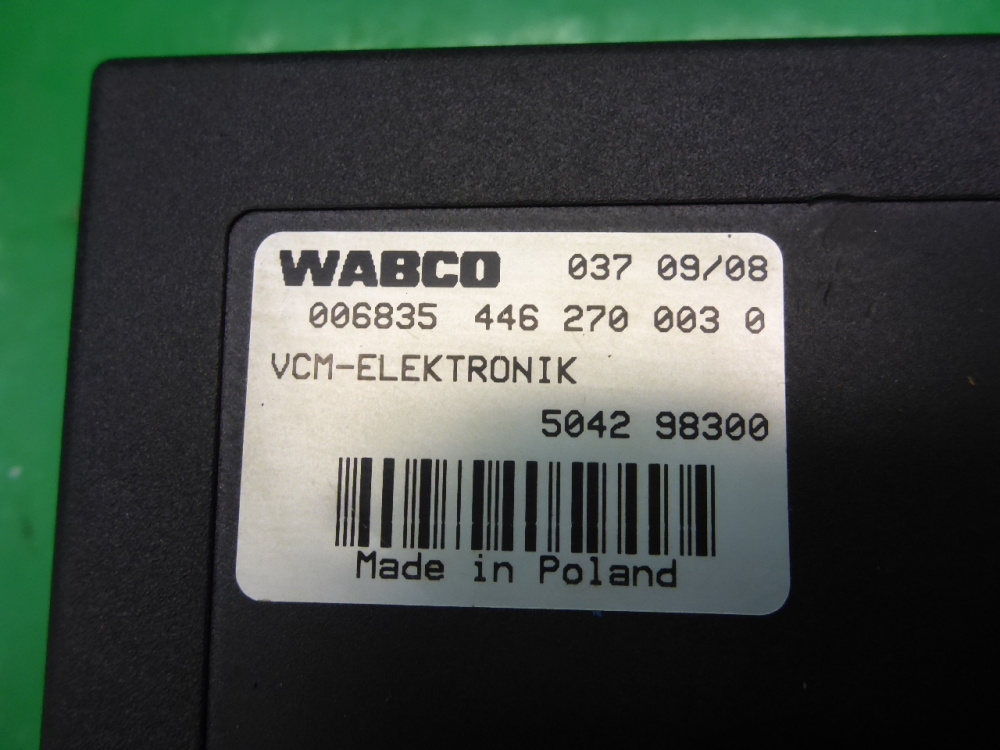 WABCO 037 09/08
006835 446 270 003 0
VCM-ELEKTRONIK
5042 98300
Made in Poland